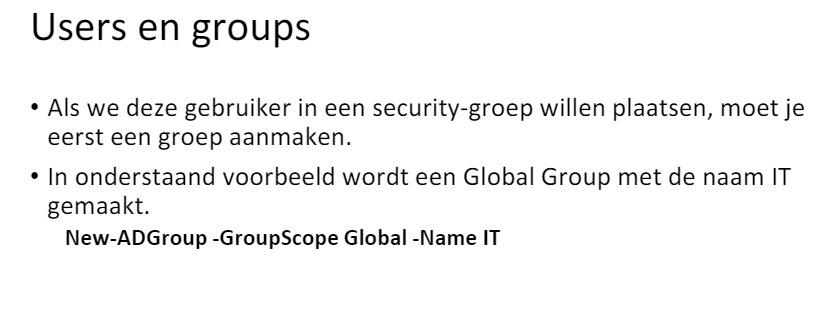 Users en groups
• Als we deze gebruiker in een security-groep willen plaatsen, moet je
eerst een groep aanmaken.
• In onderstaand voorbeeld wordt een Global Group met de naam IT
gemaakt.
New-ADGroup -GroupScope Global -Name IT